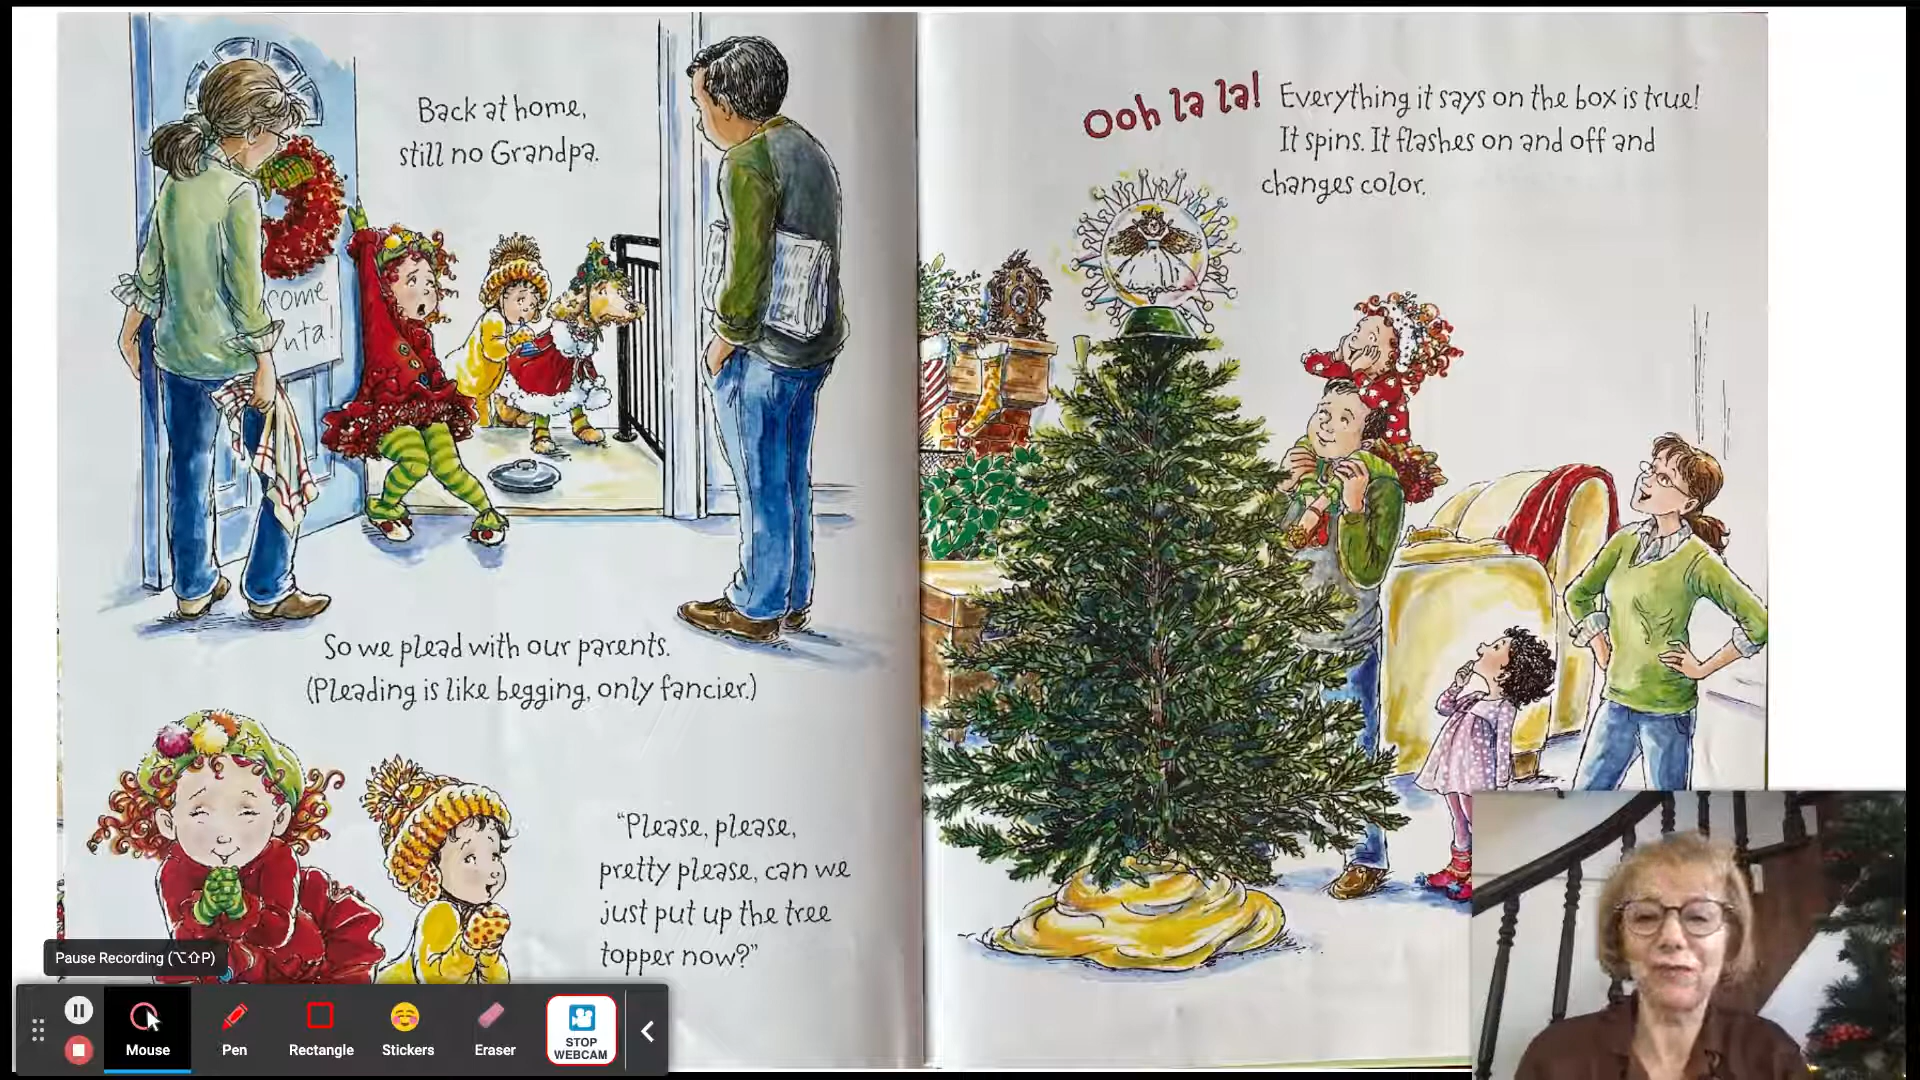 Back at home,
still no Grandpa.
come
nta!
So we plead with our parents.
(Pleading is like begging, only fancier.)
"Please, please,
pretty please, can we
just put up the tree
topper now?"
Ooh la la! Everything it says on the box is true!
It spins. It flashes on and off and
changes color.
Pause Recording (⌥⇧P)
Mouse
Pen
Rectangle
Stickers
Eraser
STOP
WEBCAM